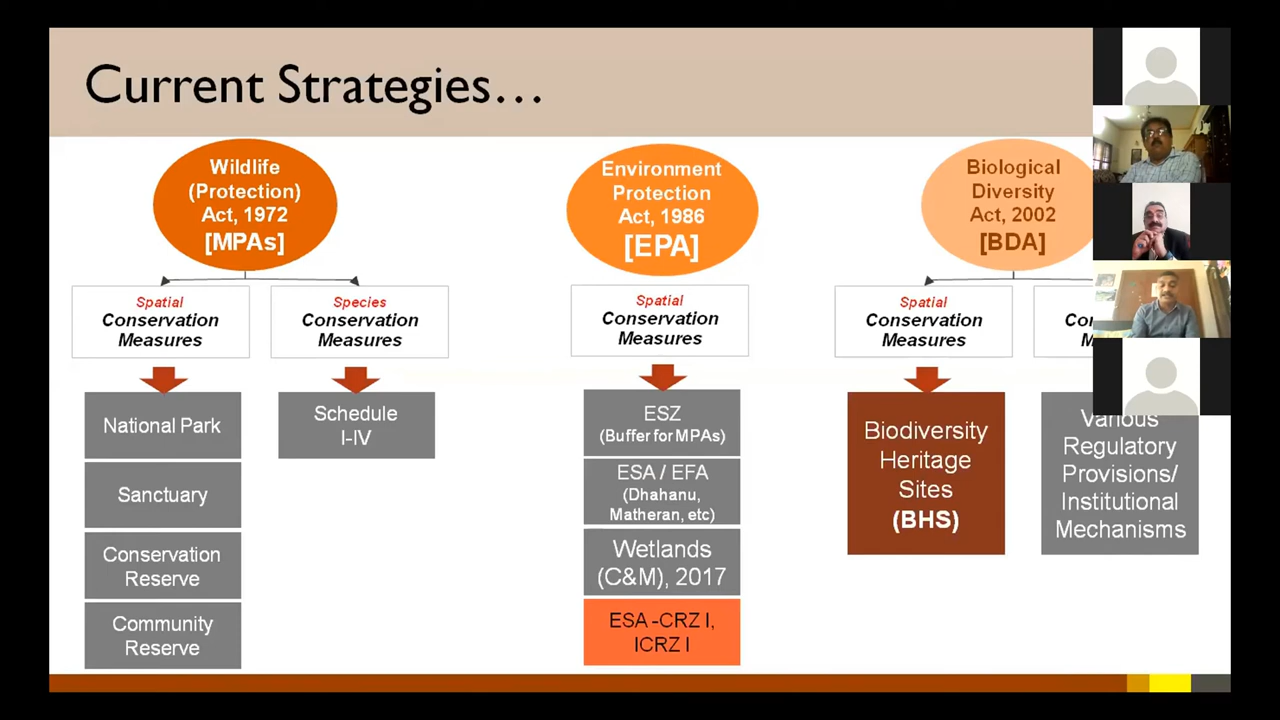 Current Strategies…
Wildlife
(Protection)
Act, 1972
[MPAs]
Spatial
Conservation
Measures
Species
Conservation
Measures
National Park
Sanctuary
Conservation
Reserve
Community
Reserve
Schedule
I-IV
Environment
Protection
Act, 1986
[EPA]
Spatial
Conservation
Measures
ESZ
(Buffer for MPAs)
ESA / EFA
(Dhahanu,
Matheran, etc)
Wetlands
(C&M), 2017
ESA -CRZ I,
ICRZ I
Biological
Diversity
Act, 2002
[BDA]
Spatial
Conservation
Measures
Biodiversity
Heritage
Sites
(BHS)
Various
Regulatory
Provisions/
Institutional
Mechanisms